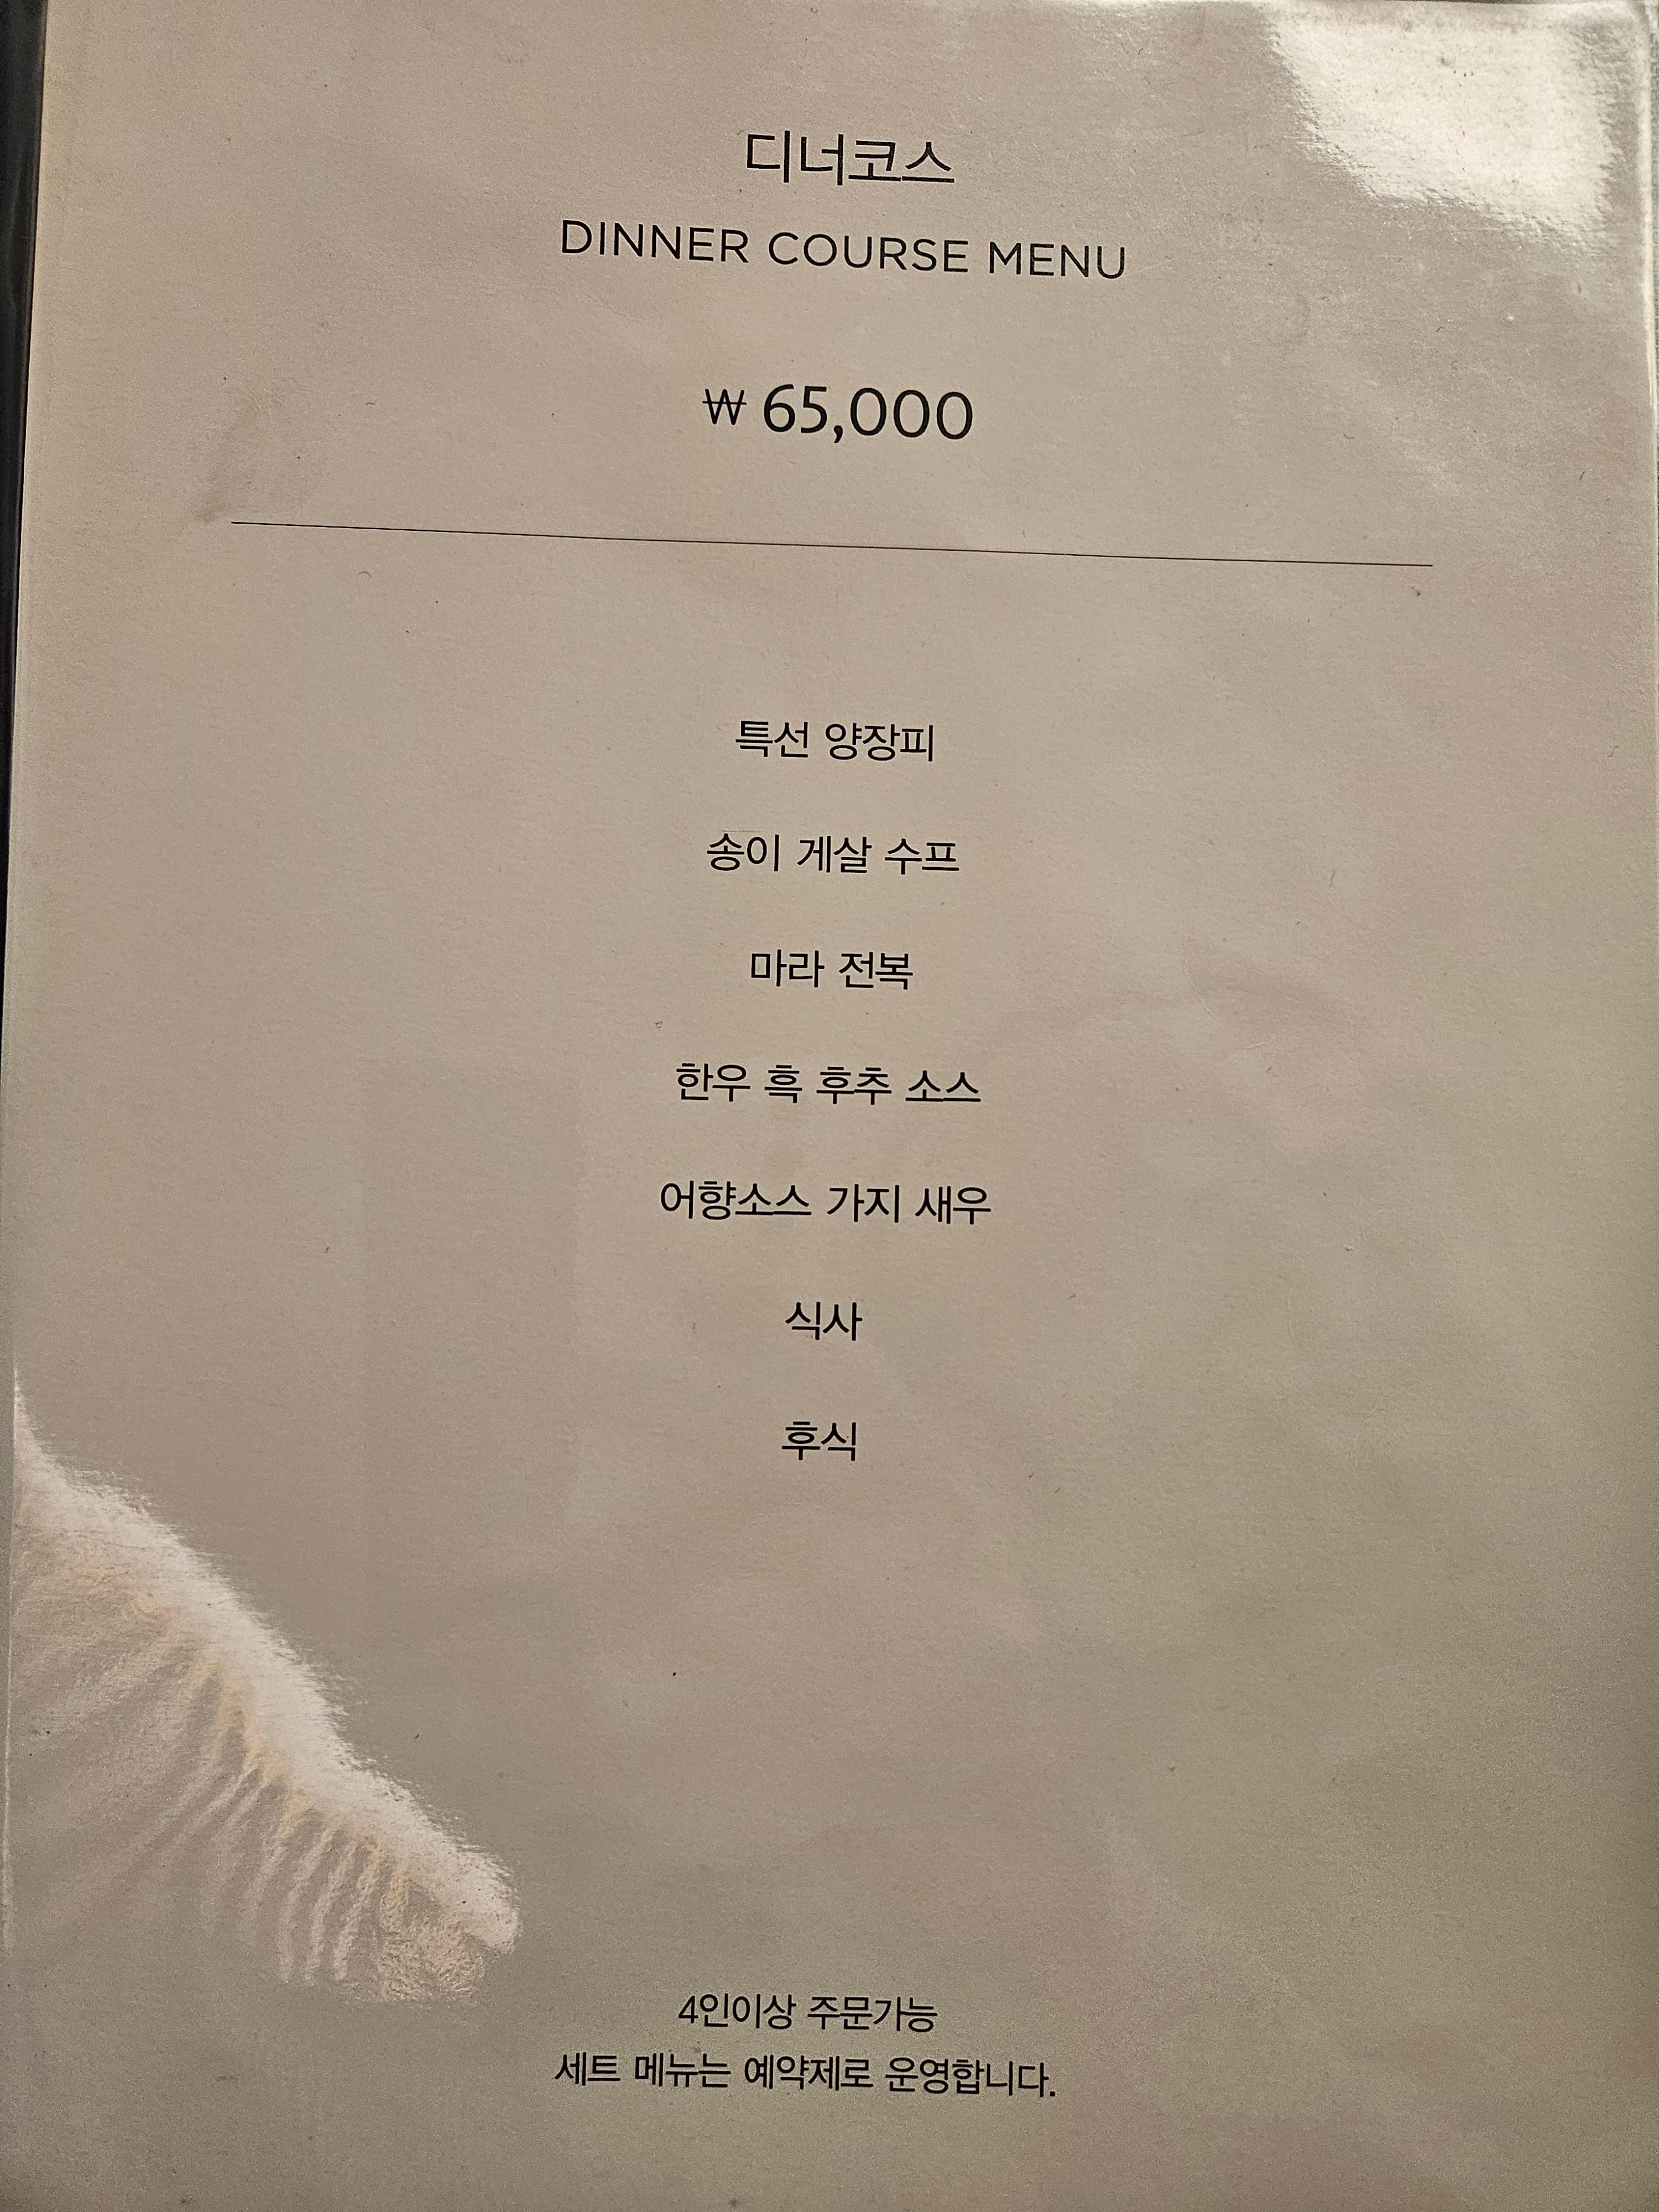 디너코스
DINNER COURSE MENU
₩ 65,000
특선 양장피
송이 게살 수프
마라 전복
한우 흑 후추 소스
어향소스 가지 새우
식사
후식
4인이상 주문가능
세트 메뉴는 예약제로 운영합니다.